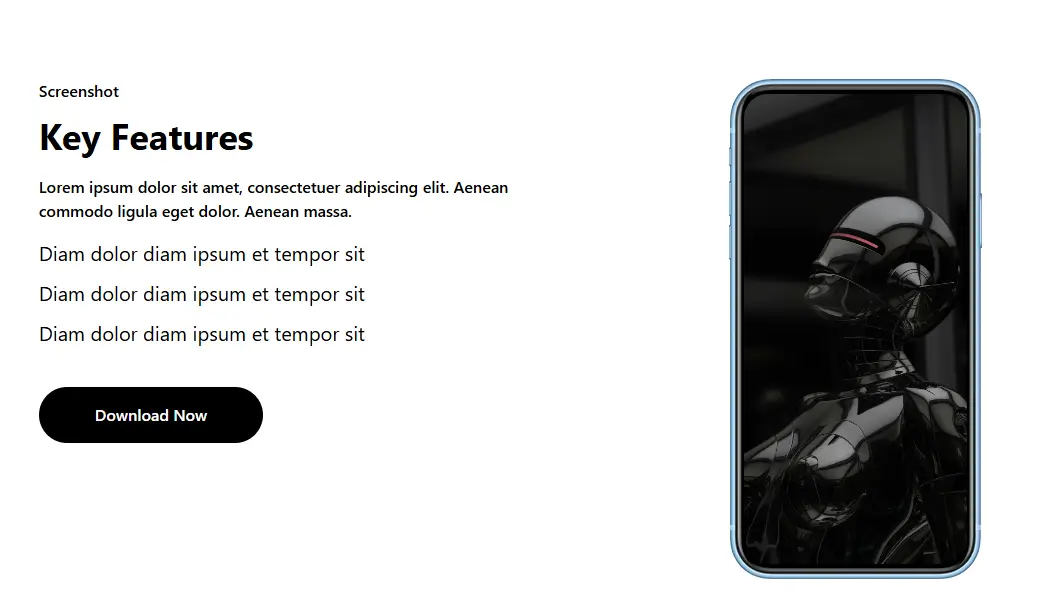 Screenshot
Key Features
Lorem ipsum dolor sit amet, consectetuer adipiscing elit. Aenean
commodo ligula eget dolor. Aenean massa.
Diam dolor diam ipsum et tempor sit
Diam dolor diam ipsum et tempor sit
Diam dolor diam ipsum et tempor sit
Download Now